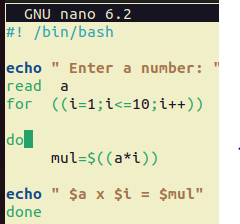 GNU nano 6.2
#! /bin/bash
echo " Enter a number: "
read  a
for  ((i=1;i<=10;i++))
do
mul=$((a*i))
echo " $a x $i = $mul"
done